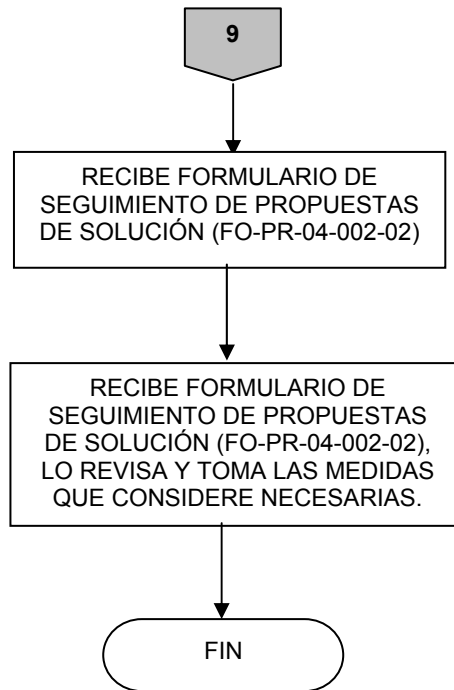 9
RECIBE FORMULARIO DE
SEGUIMIENTO DE PROPUESTAS
DE SOLUCIÓN (FO-PR-04-002-02)
RECIBE FORMULARIO DE
SEGUIMIENTO DE PROPUESTAS
DE SOLUCIÓN (FO-PR-04-002-02),
LO REVISA Y TOMA LAS MEDIDAS
QUE CONSIDERE NECESARIAS.
FIN